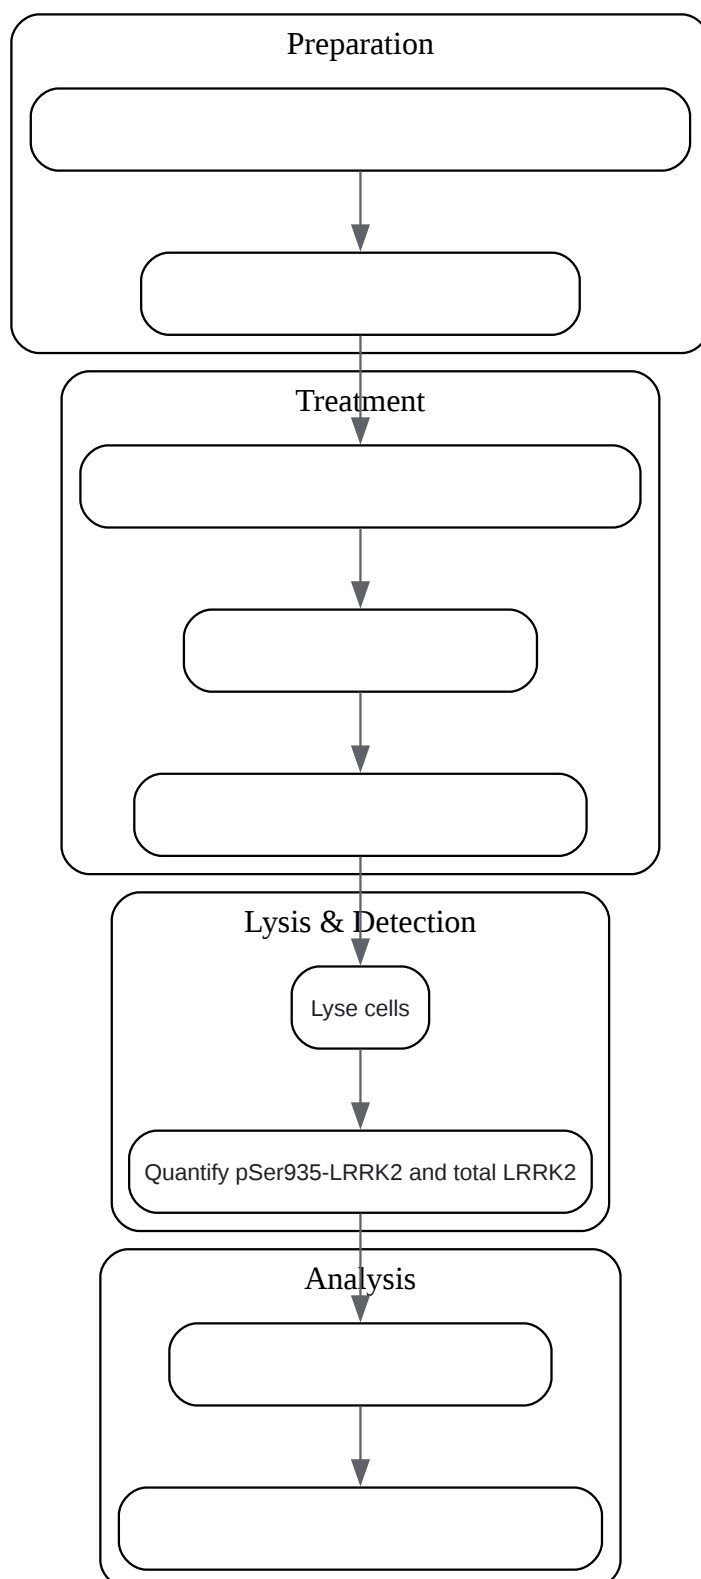 Preparation
Treatment
Lysis & Detection
Lyse cells
Quantify pSer935-LRRK2 and total LRRK2
Analysis